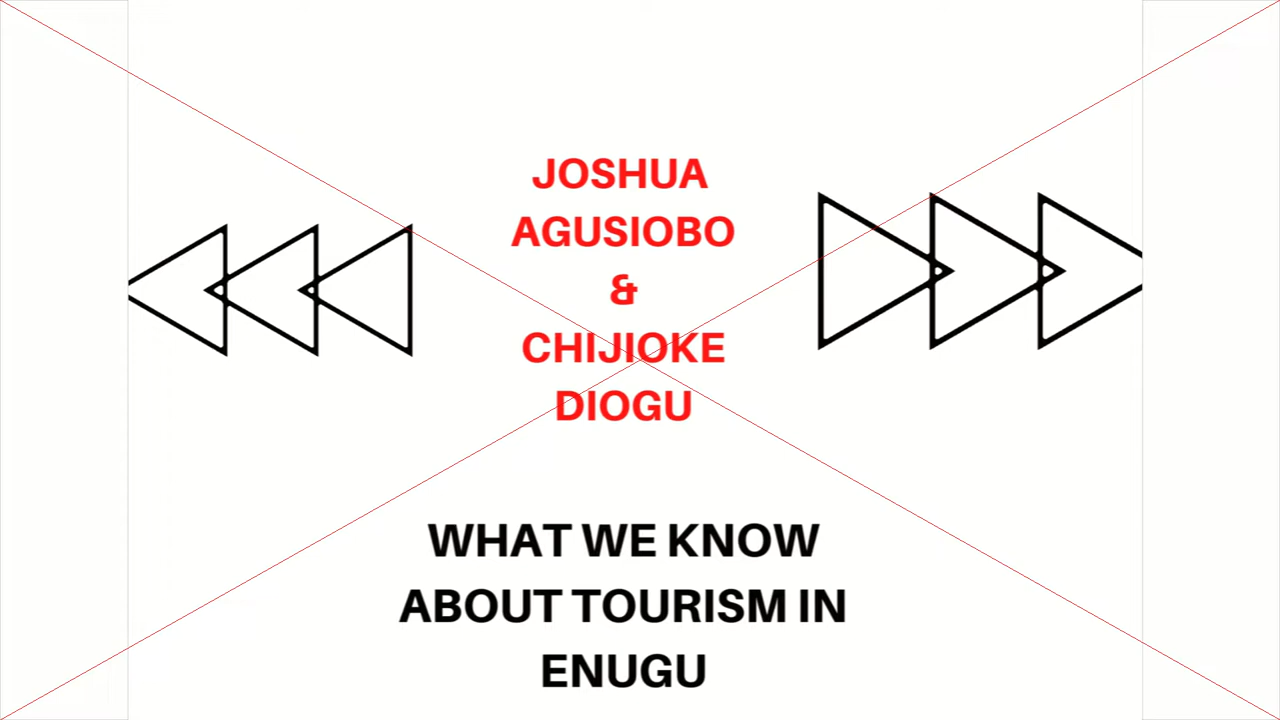 JOSHUA
AGUSIOBO
&
CHIJIOKE
DIOGU
WHAT WE KNOW
ABOUT TOURISM IN
ENUGU